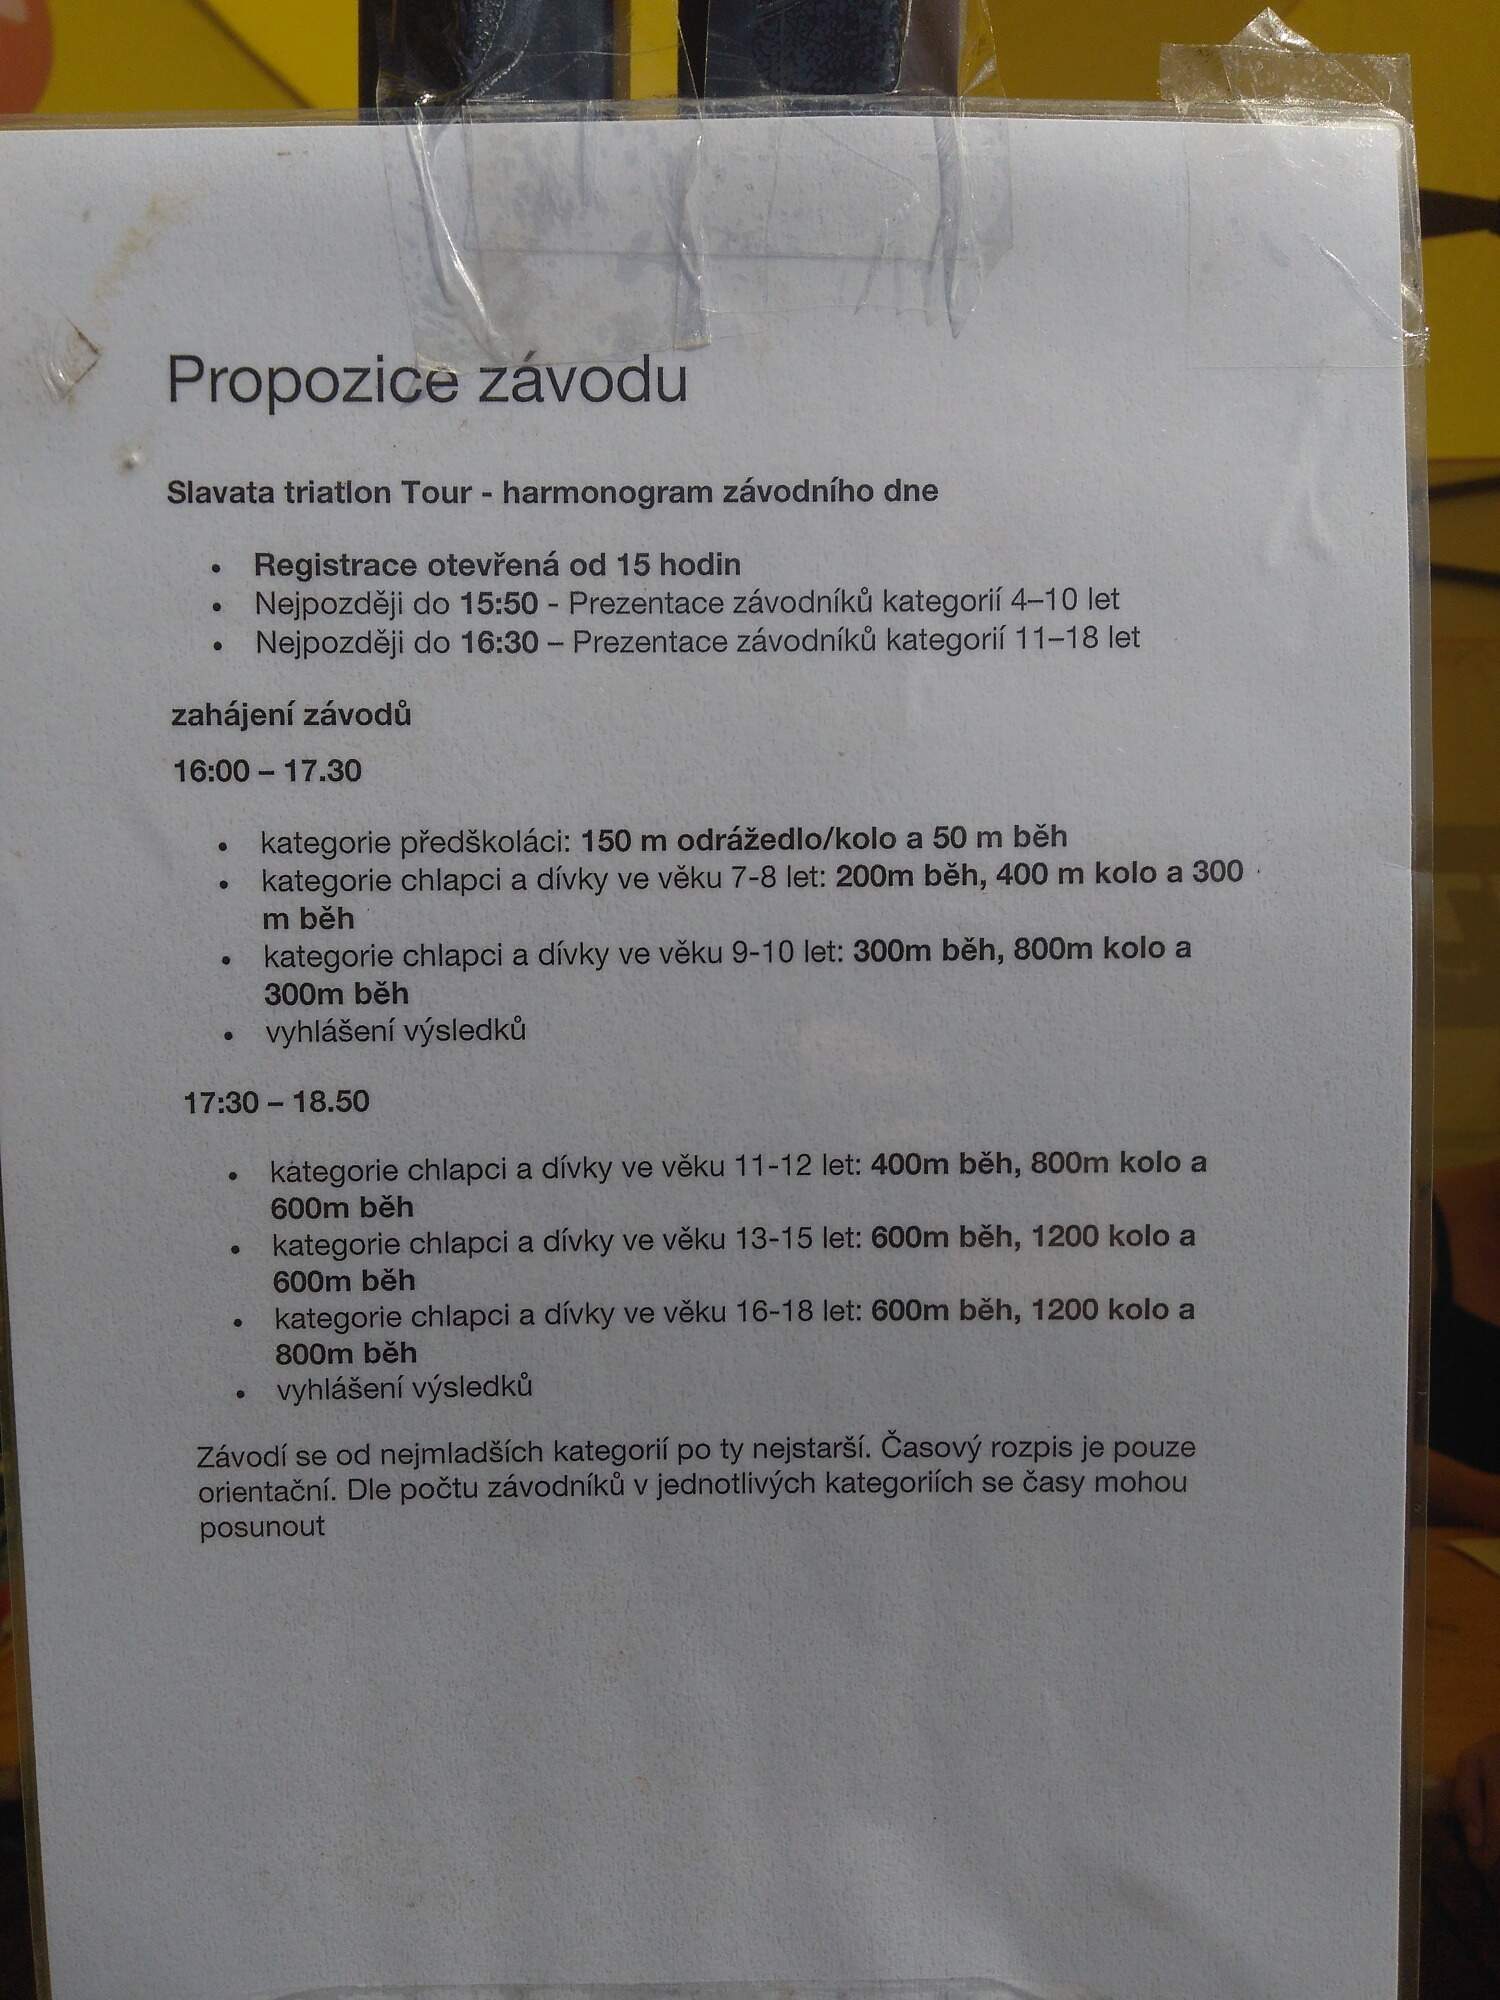 Propozice závodu
Slavata triatlon Tour - harmonogram závodního dne
• Registrace otevřená od 15 hodin
• Nejpozději do 15:50 - Prezentace závodníků kategorií 4–10 let
• Nejpozději do 16:30 – Prezentace závodníků kategorií 11–18 let
zahájení závodů
16:00 – 17.30
• kategorie předškoláci: 150 m odrážedlo/kolo a 50 m běh
• kategorie chlapci a dívky ve věku 7-8 let: 200m běh, 400 m kolo a 300
m běh
• kategorie chlapci a dívky ve věku 9-10 let: 300m běh, 800m kolo a
300m běh
• vyhlášení výsledků
17:30 – 18.50
• kategorie chlapci a dívky ve věku 11-12 let: 400m běh, 800m kolo a
600m běh
• kategorie chlapci a dívky ve věku 13-15 let: 600m běh, 1200 kolo a
600m běh
• kategorie chlapci a dívky ve věku 16-18 let: 600m běh, 1200 kolo a
800m běh
• vyhlášení výsledků
Závodí se od nejmladších kategorií po ty nejstarší. Časový rozpis je pouze
orientační. Dle počtu závodníků v jednotlivých kategoriích se časy mohou
posunout